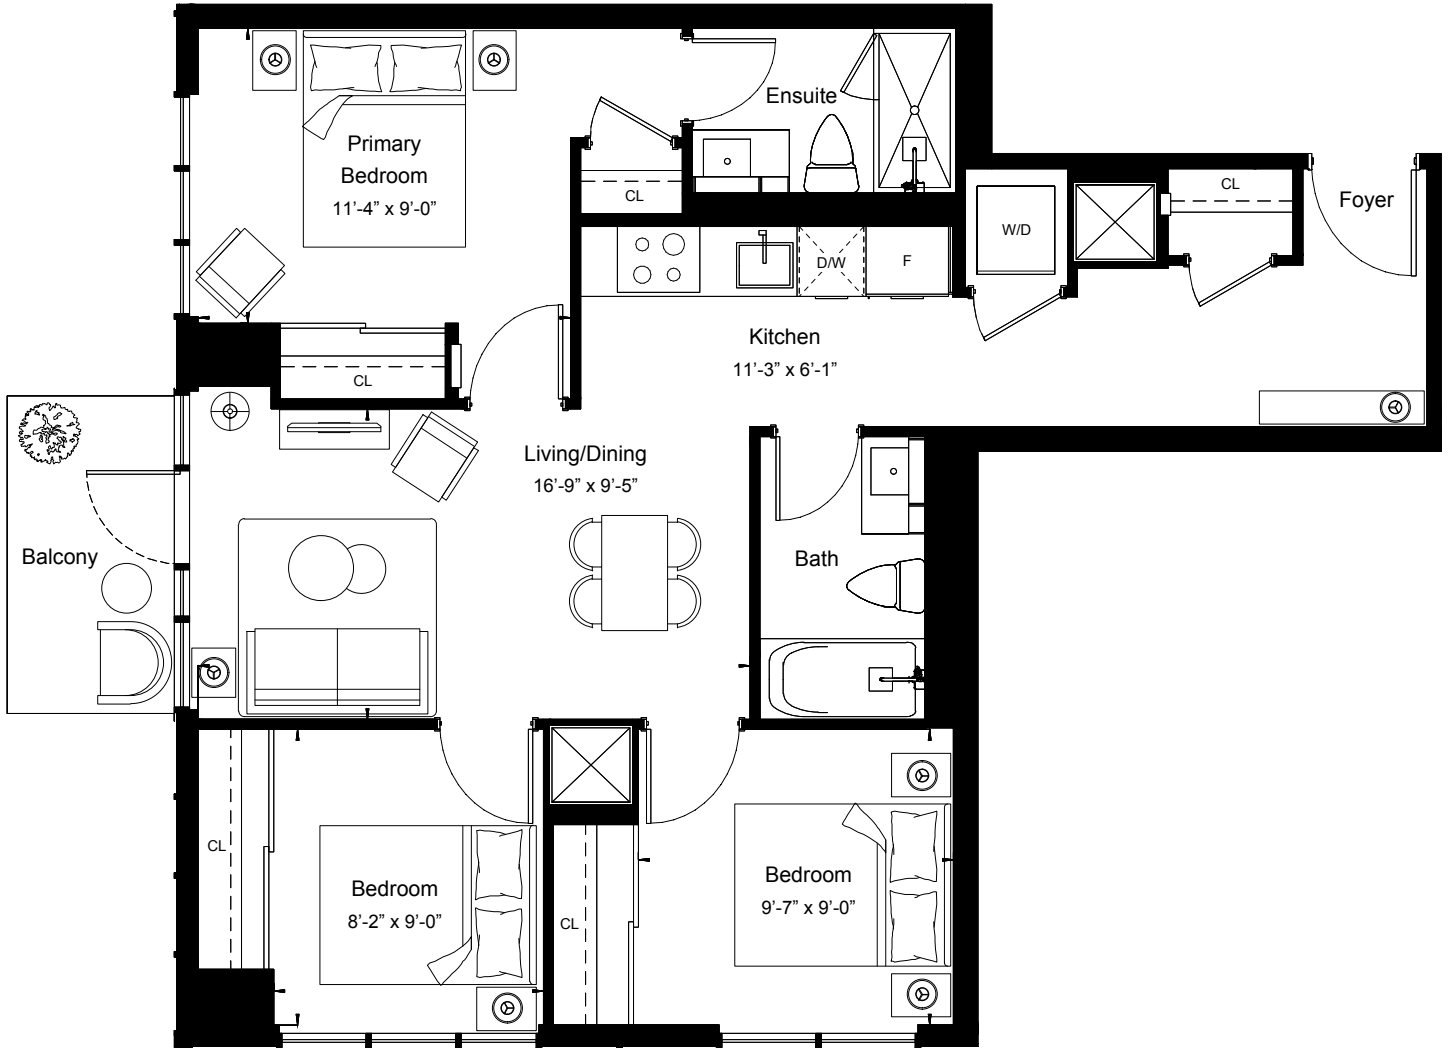 Ensuite
Primary
Bedroom
11'-4” x 9'-0”
CL
CL
Foyer
W/D
D/W
F
Kitchen
11'-3” x 6'-1”
CL
Living/Dining
16'-9” x 9'-5”
Balcony
Bath
CL
Bedroom
8'-2” x 9'-0”
CL
Bedroom
9'-7” x 9'-0”